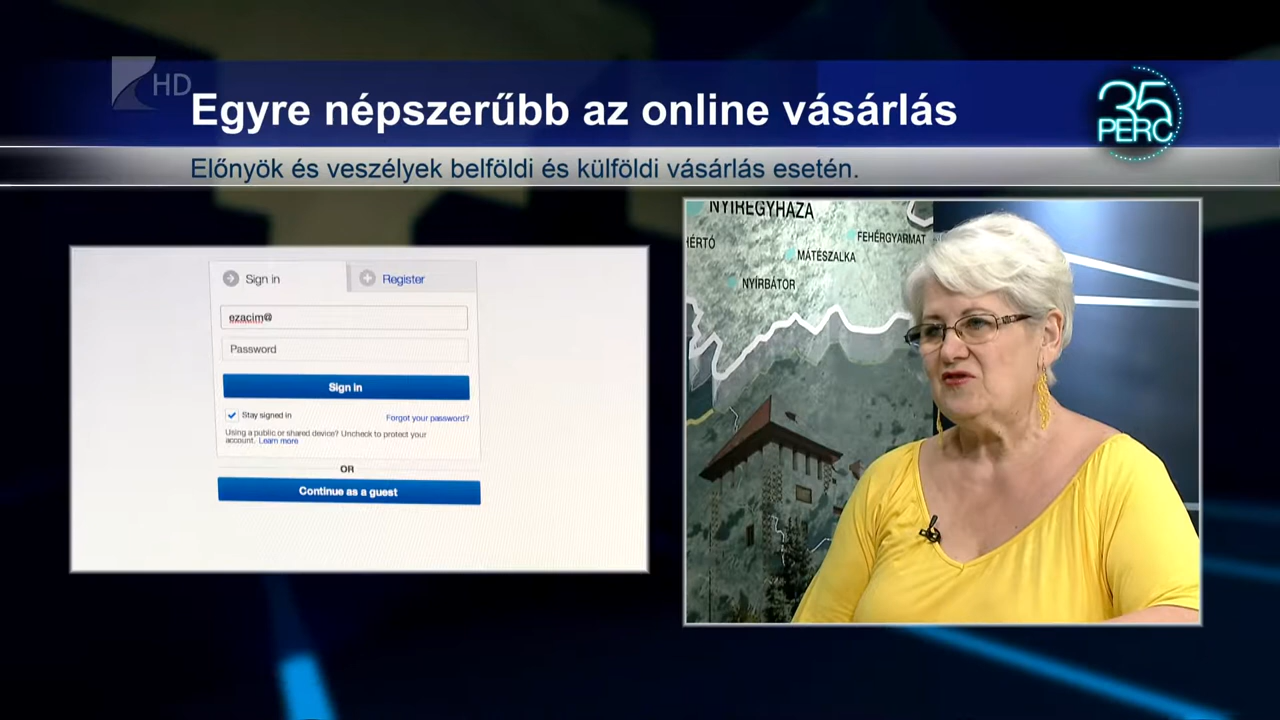 HD
Egyre népszerűbb az online vásárlás
35
PERC
Előnyök és veszélyek belföldi és külföldi vásárlás esetén.
Sign in
Register
ezacim@
Password
Sign in
Stay signed in
Forgot your password?
Using a public or shared device? Uncheck to protect your
account. Learn more
OR
Continue as a guest
NYÍREGYHÁZA
FEHÉRGYARMAT
MÁTÉSZALKA
NYÍRBÁTOR